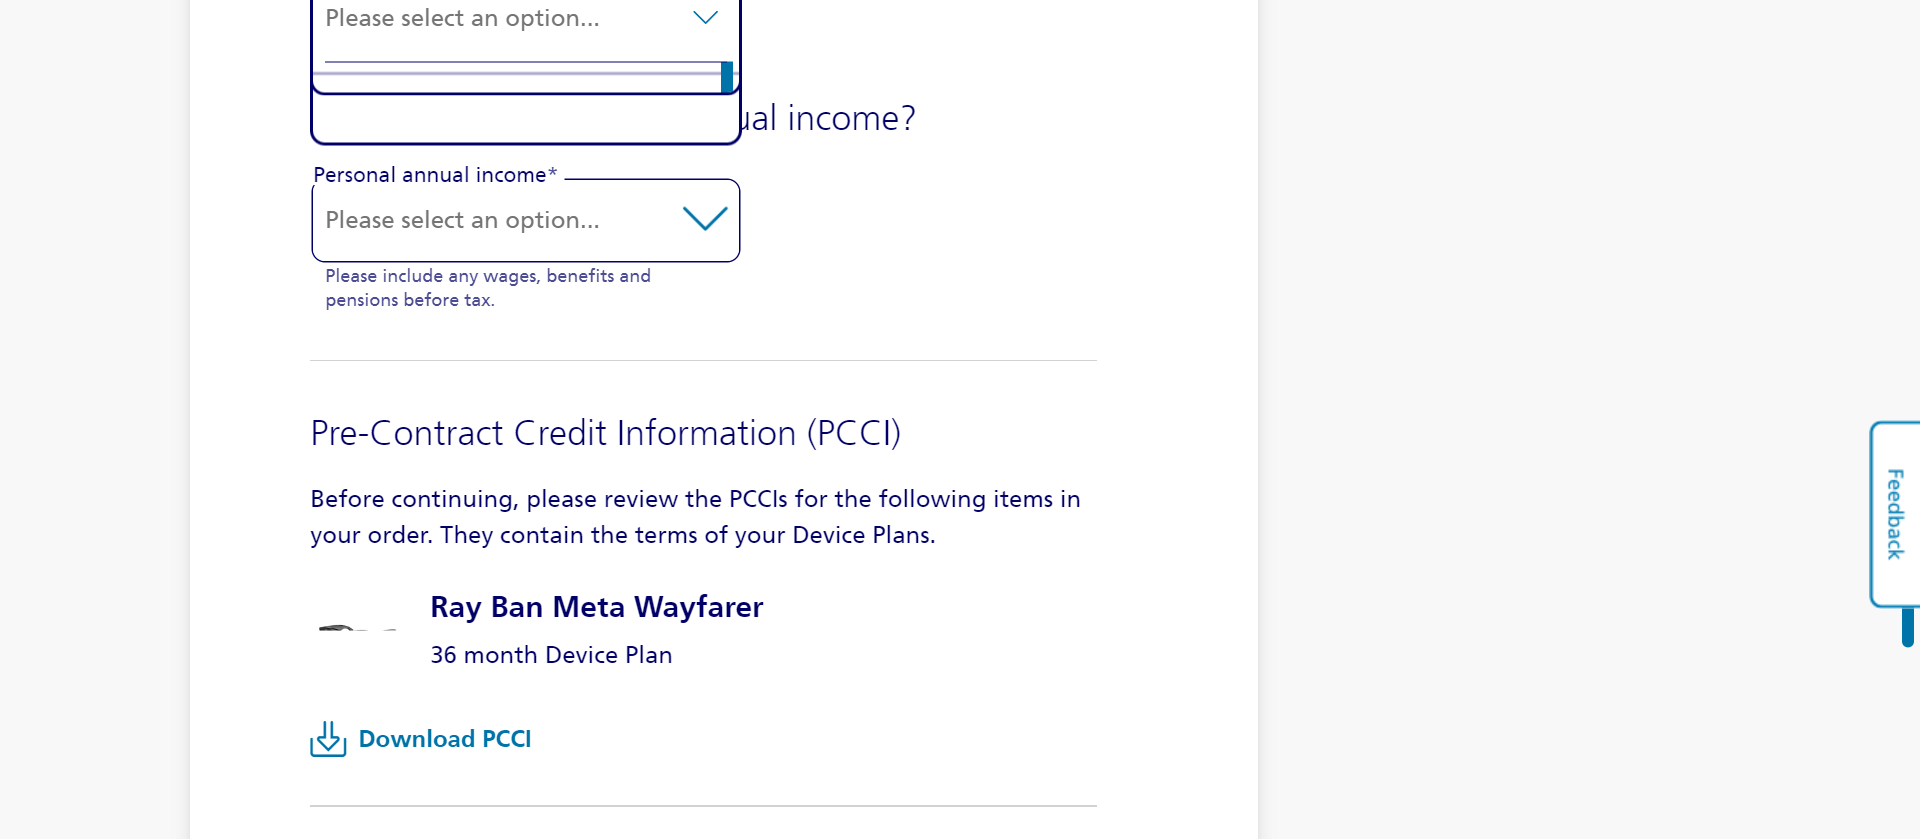 Please select an option...
ual income?
Personal annual income*
Please select an option...
Please include any wages, benefits and
pensions before tax.
Pre-Contract Credit Information (PCCI)
Before continuing, please review the PCCIs for the following items in
your order. They contain the terms of your Device Plans.
Ray Ban Meta Wayfarer
36 month Device Plan
Download PCCI
Feedback